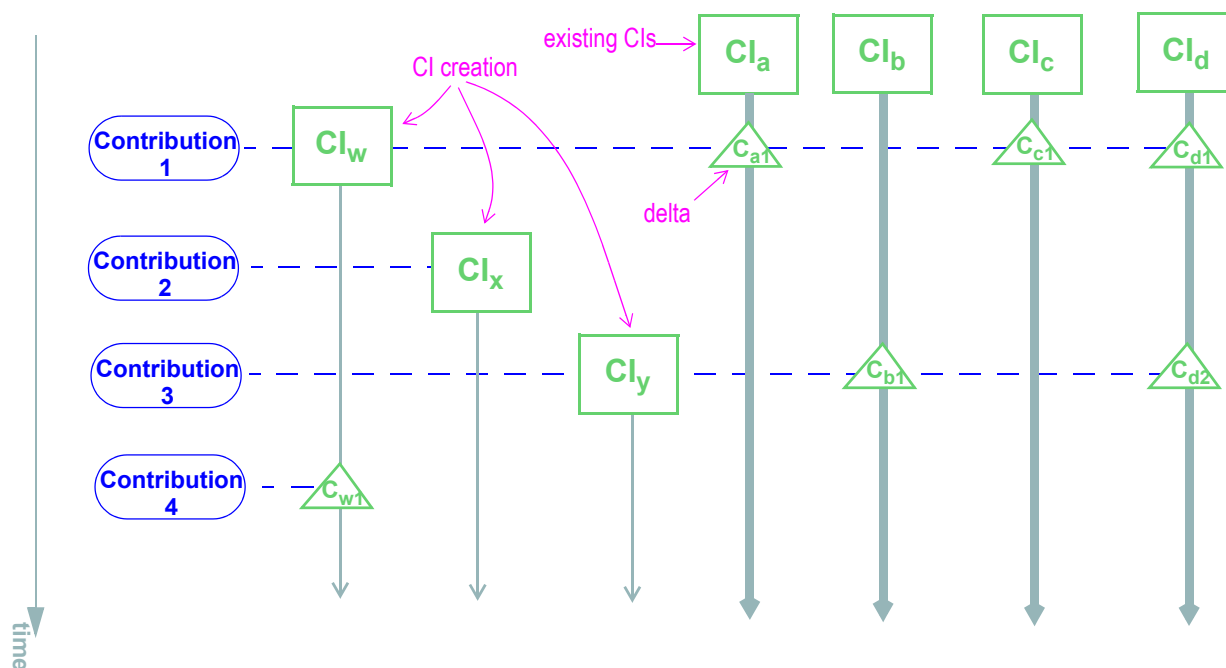 existing CIs
CIa
CIb
CIc
CId
CI creation
Contribution
1
CIw
Ca1
Cc1
Cd1
delta
Contribution
2
CIx
Contribution
3
CIy
Cb1
Cd2
Contribution
4
Cw1
time